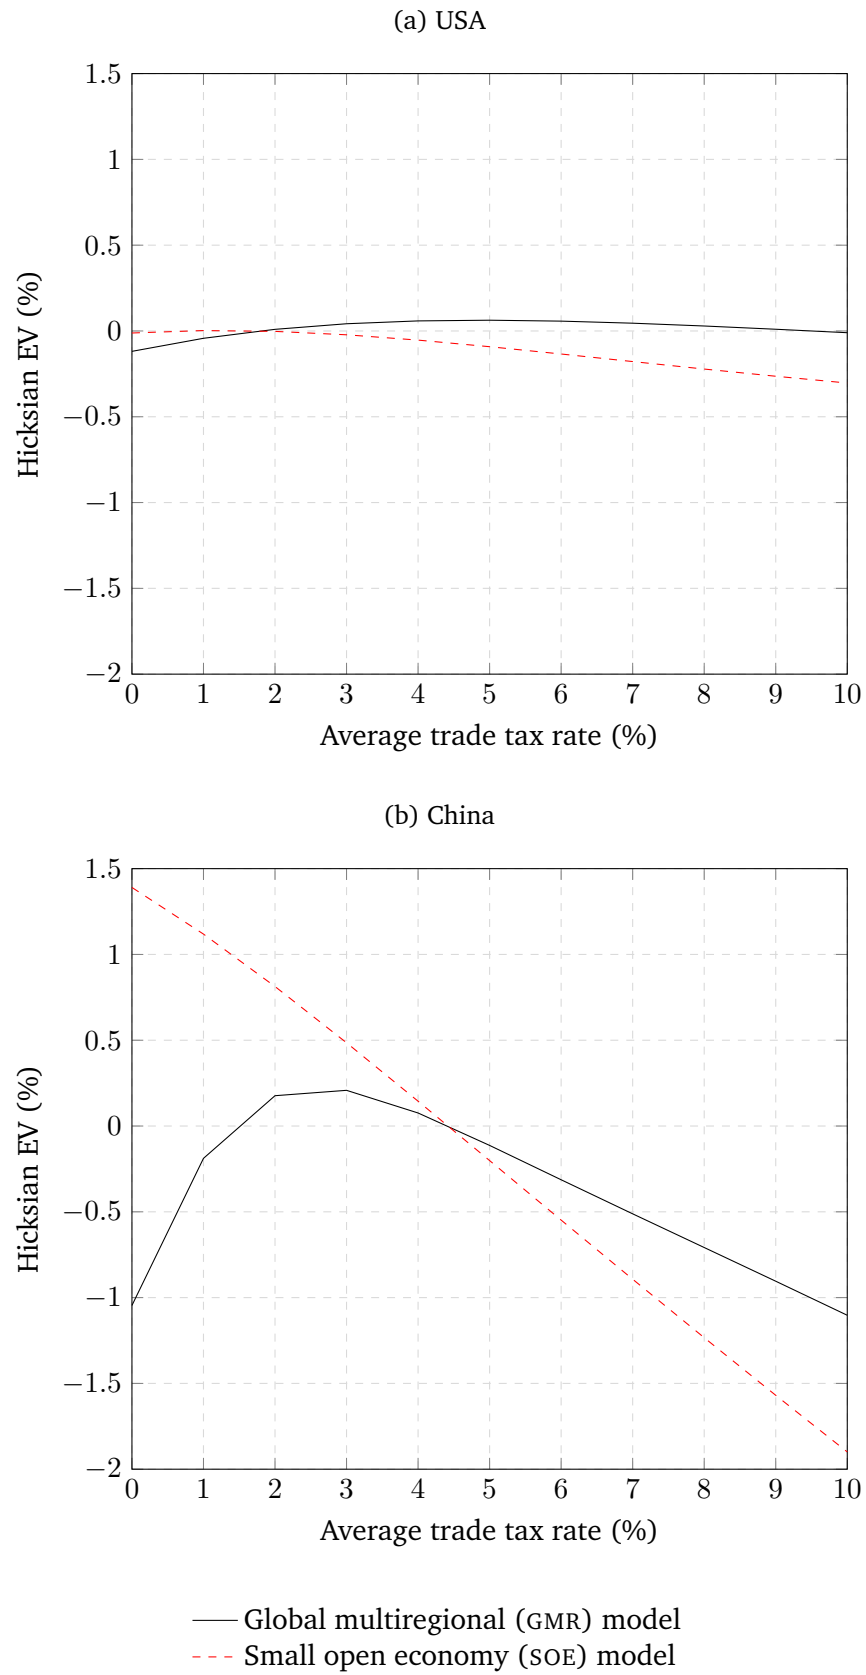 (a) USA
1.5
1
0.5
0
−0.5
−1
−1.5
−2
Hicksian EV (%)
0 1 2 3 4 5 6 7 8 9 10
Average trade tax rate (%)
(b) China
1.5
1
0.5
0
−0.5
−1
−1.5
−2
Hicksian EV (%)
0 1 2 3 4 5 6 7 8 9 10
Average trade tax rate (%)
Global multiregional (GMR) model
Small open economy (SOE) model